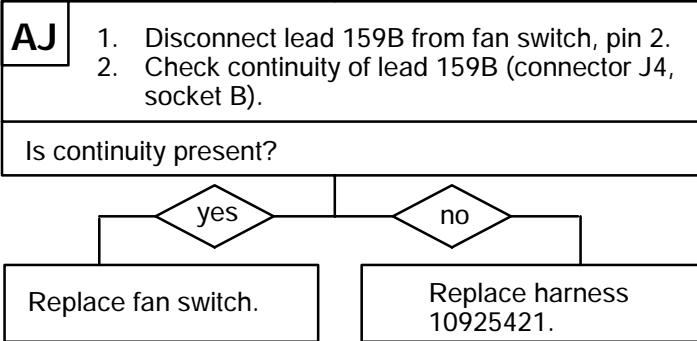 AJ
1. Disconnect lead 159B from fan switch, pin 2.
2. Check continuity of lead 159B (connector J4,
socket B).
Is continuity present?
yes
no
Replace fan switch.
Replace harness
10925421.